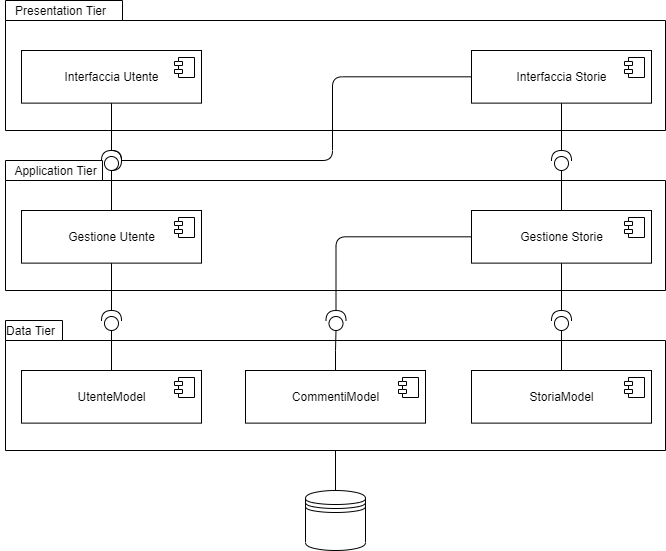 Presentation Tier
Interfaccia Utente
Interfaccia Storie
Application Tier
Gestione Utente
Gestione Storie
Data Tier
UtenteModel
CommentiModel
StoriaModel